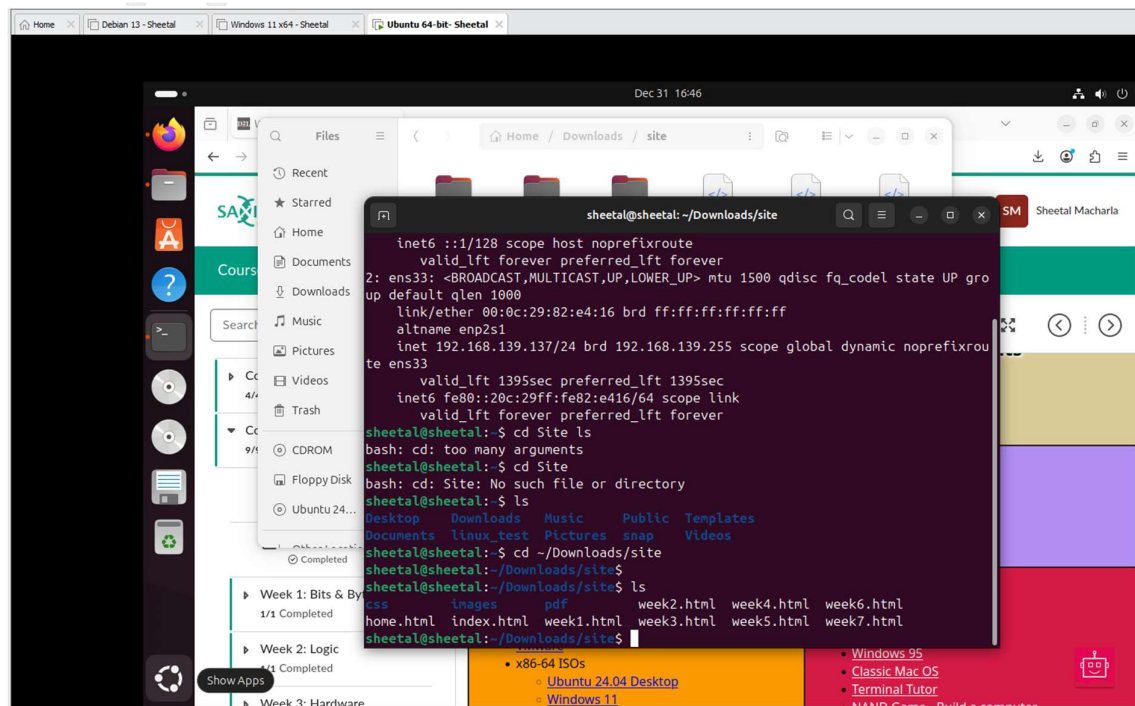 Home
Debian 13 - Sheetal
Windows 11 x64 - Sheetal
Ubuntu 64-bit- Sheetal
Dec 31 16:46
D2L
Files
Home / Downloads / site
Recent
Starred
Home
Documents
Downloads
Music
Pictures
Videos
Trash
CDROM
Floppy Disk
Ubuntu 24...
SM
Sheetal Macharla
Cours
Search
Co
4/4
Co
9/9
Completed
Week 1: Bits & By
1/1 Completed
Week 2: Logic
1/1 Completed
Week 3: Hardware
Show Apps
sheetal@sheetal: ~/Downloads/site
inet6 ::1/128 scope host noprefixroute
valid_lft forever preferred_lft forever
2: ens33: <BROADCAST,MULTICAST,UP,LOWER_UP> mtu 1500 qdisc fq_codel state UP gro
up default qlen 1000
link/ether 00:0c:29:82:e4:16 brd ff:ff:ff:ff:ff:ff
altname enp2s1
inet 192.168.139.137/24 brd 192.168.139.255 scope global dynamic noprefixrou
te ens33
valid_lft 1395sec preferred_lft 1395sec
inet6 fe80::20c:29ff:fe82:e416/64 scope link
valid_lft forever preferred_lft forever
sheetal@sheetal:~$ cd Site ls
bash: cd: too many arguments
sheetal@sheetal:~$ cd Site
bash: cd: Site: No such file or directory
sheetal@sheetal:~$ ls
Desktop Downloads Music Public Templates
Documents linux_test Pictures snap Videos
sheetal@sheetal:~$ cd ~/Downloads/site
sheetal@sheetal:~/Downloads/site$
sheetal@sheetal:~/Downloads/site$ ls
css images pdf week2.html week4.html week6.html
home.html index.html week1.html week3.html week5.html week7.html
sheetal@sheetal:~/Downloads/site$
x86-64 ISOs
Ubuntu 24.04 Desktop
Windows 11
Windows 95
Classic Mac OS
Terminal Tutor
NAND Game - Build a computer